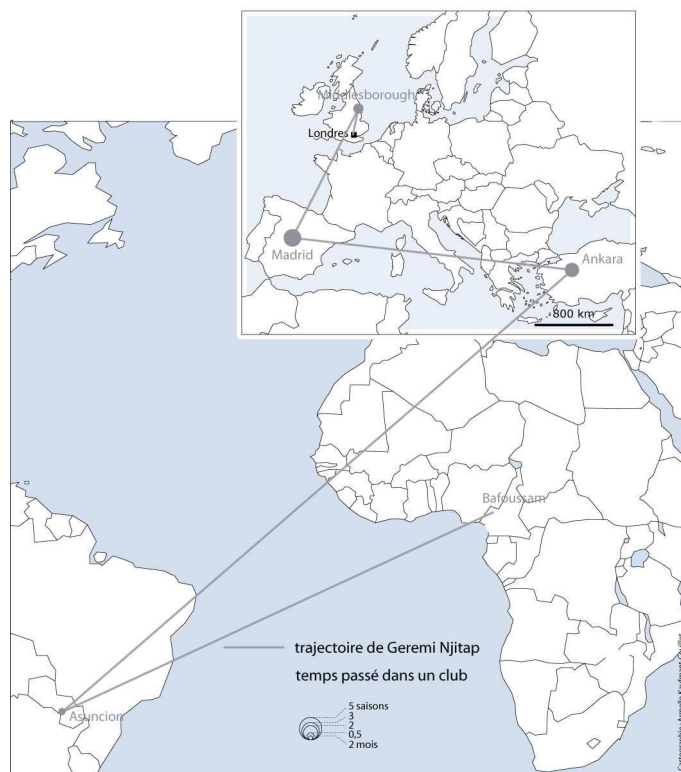 Middlesborough
Londres
Madrid
Ankara
800 km
Bafoussam
trajectoire de Geremi Njitap
temps passé dans un club
Asuncion
5 saisons
3
2
0,5
2 mois